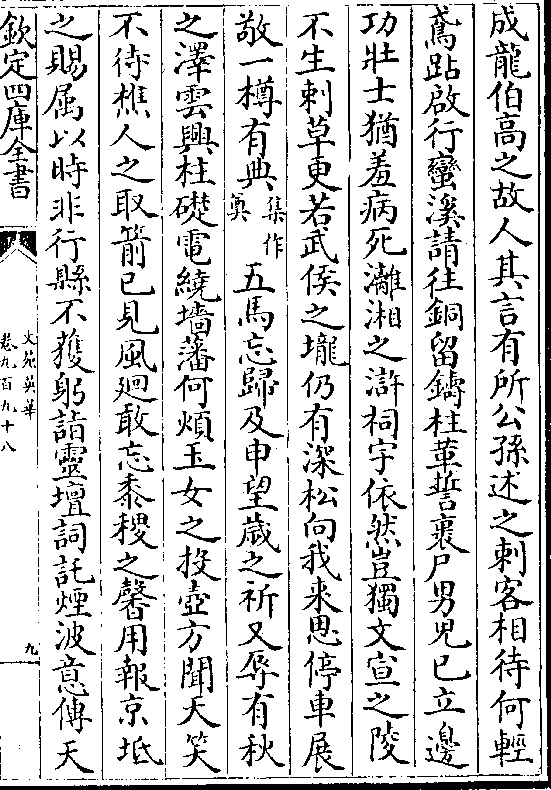 成龍伯高之故人其言有所公孫述之刺客相待何輕
鳶跕啟行蠻溪請往銅留鑄柱革誓裹尸男兒已立邊
功壯士猶羞病死灕湘之滸祠宇依然豈獨文宣之陵
不生刺草更若武侯之壠仍有深松向我来思停車展
敬一樽有典集作奠五馬忘歸及申望歳之祈又辱有秋
之澤雲興柱礎電繞墻藩何煩玉女之投壺方聞天笑
不待樵人之取箭已見風迴敢忘黍稷之馨用報京坻
之賜属以時非行縣不獲躬詣靈壇詞託煙波意傳天
欽定四庫全書
文苑英華
卷九百九十八
九